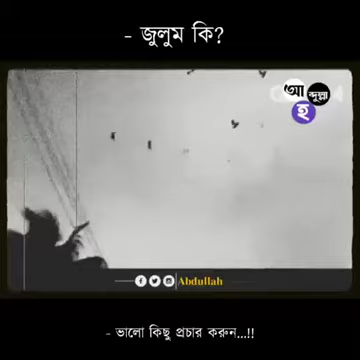 - জুলুম কি?
আ
ব্দুল্লা
হ
Abdullah
- ভালো কিছু প্রচার করুন...!!